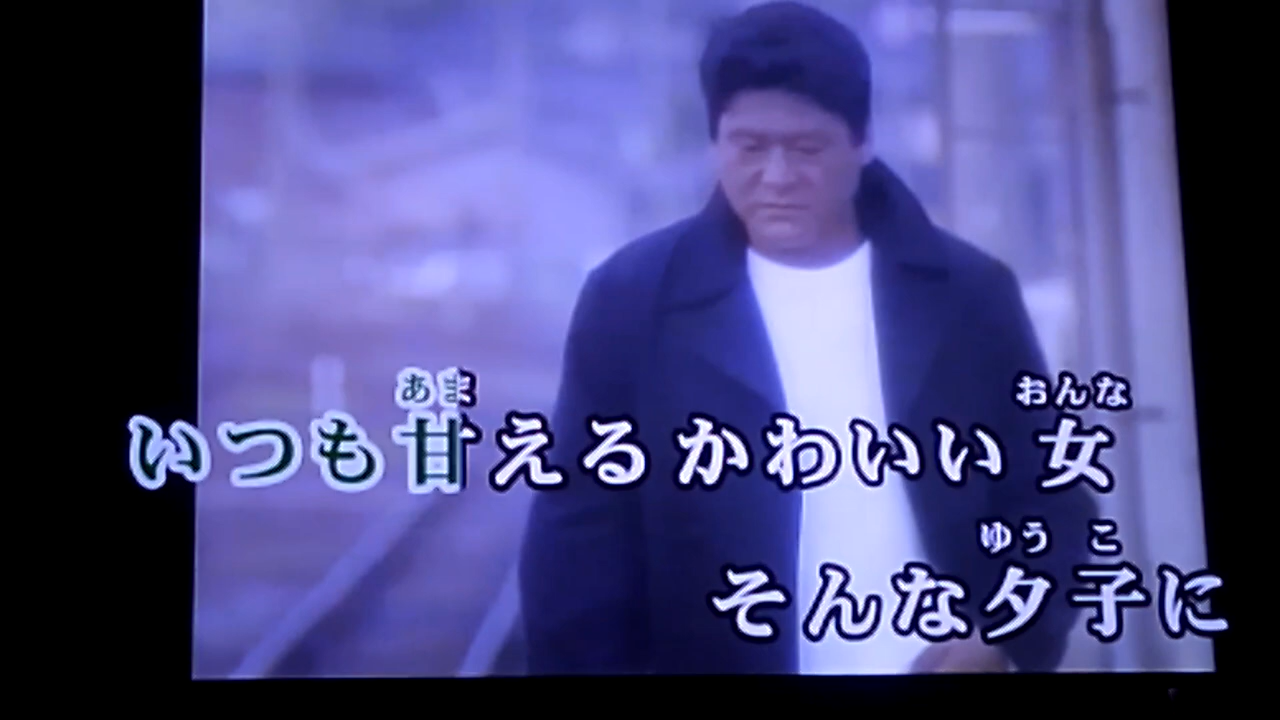 あま おんな
いつも甘えるかわいい女
ゆう こ
そんな夕子に